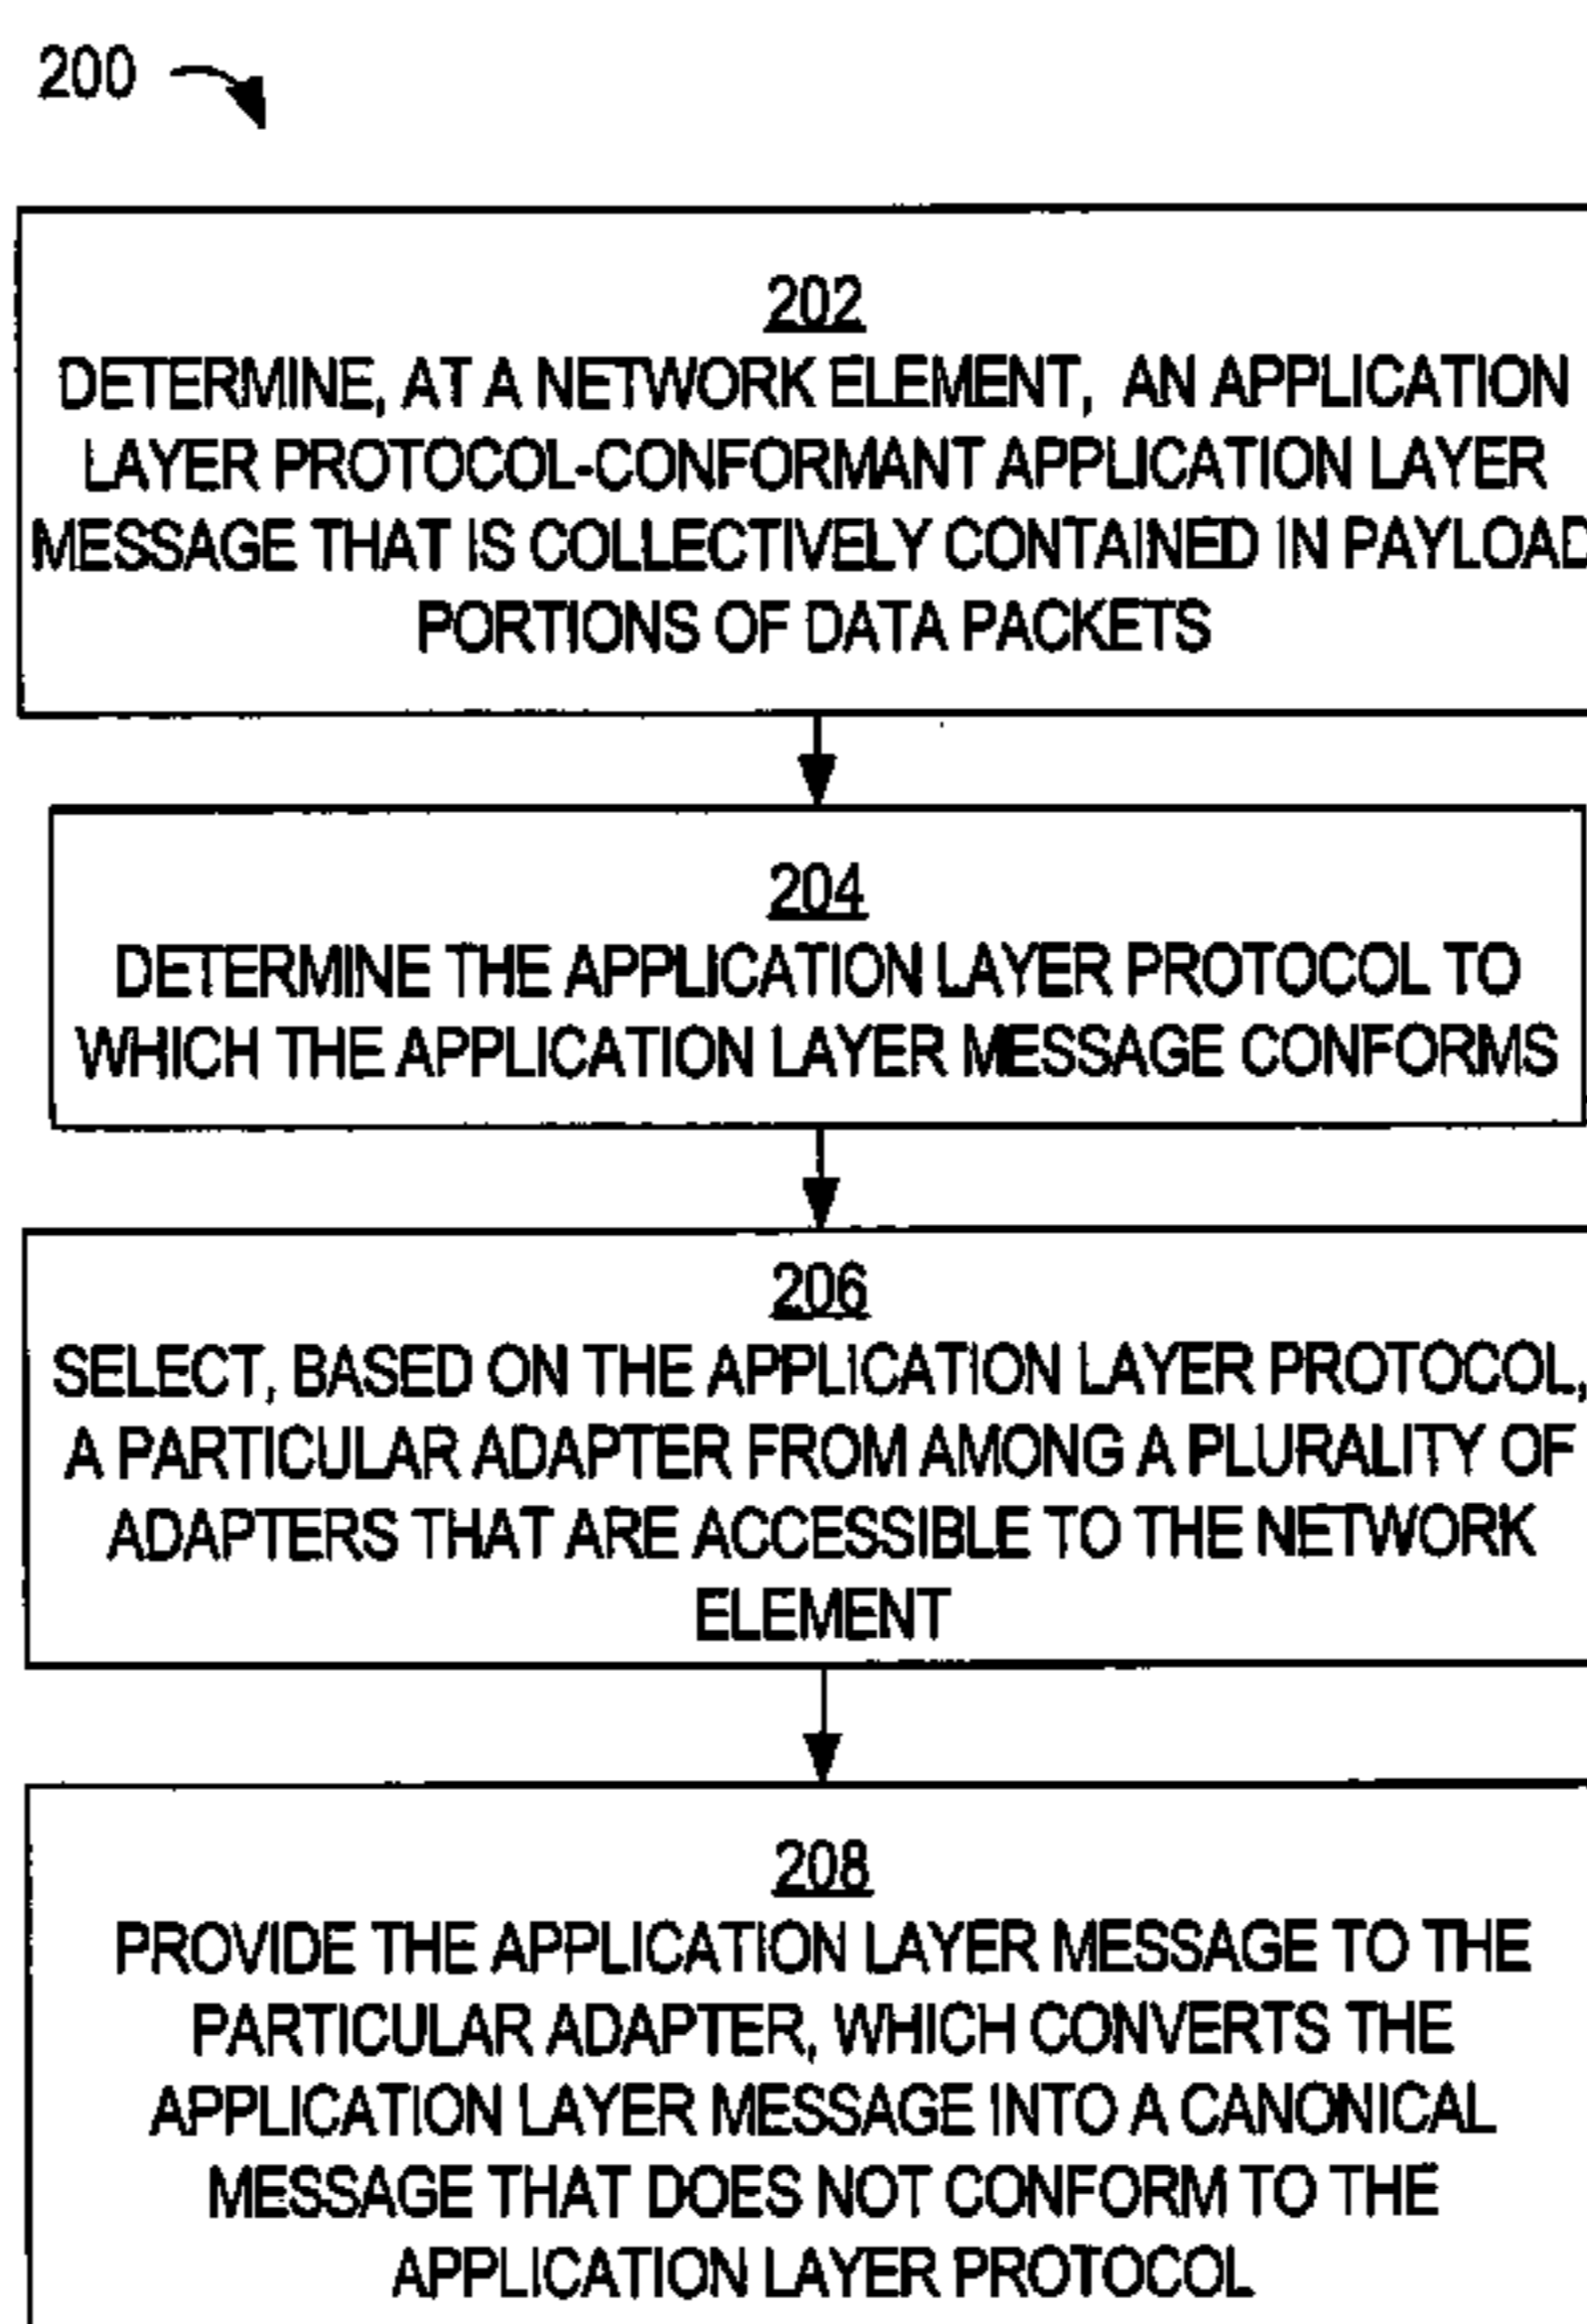 200
202
DETERMINE, AT A NETWORK ELEMENT, AN APPLICATION
LAYER PROTOCOL-CONFORMANT APPLICATION LAYER
MESSAGE THAT IS COLLECTIVELY CONTAINED IN PAYLOAD
PORTIONS OF DATA PACKETS
204
DETERMINE THE APPLICATION LAYER PROTOCOL TO
WHICH THE APPLICATION LAYER MESSAGE CONFORMS
206
SELECT, BASED ON THE APPLICATION LAYER PROTOCOL,
A PARTICULAR ADAPTER FROM AMONG A PLURALITY OF
ADAPTERS THAT ARE ACCESSIBLE TO THE NETWORK
ELEMENT
208
PROVIDE THE APPLICATION LAYER MESSAGE TO THE
PARTICULAR ADAPTER, WHICH CONVERTS THE
APPLICATION LAYER MESSAGE INTO A CANONICAL
MESSAGE THAT DOES NOT CONFORM TO THE
APPLICATION LAYER PROTOCOL